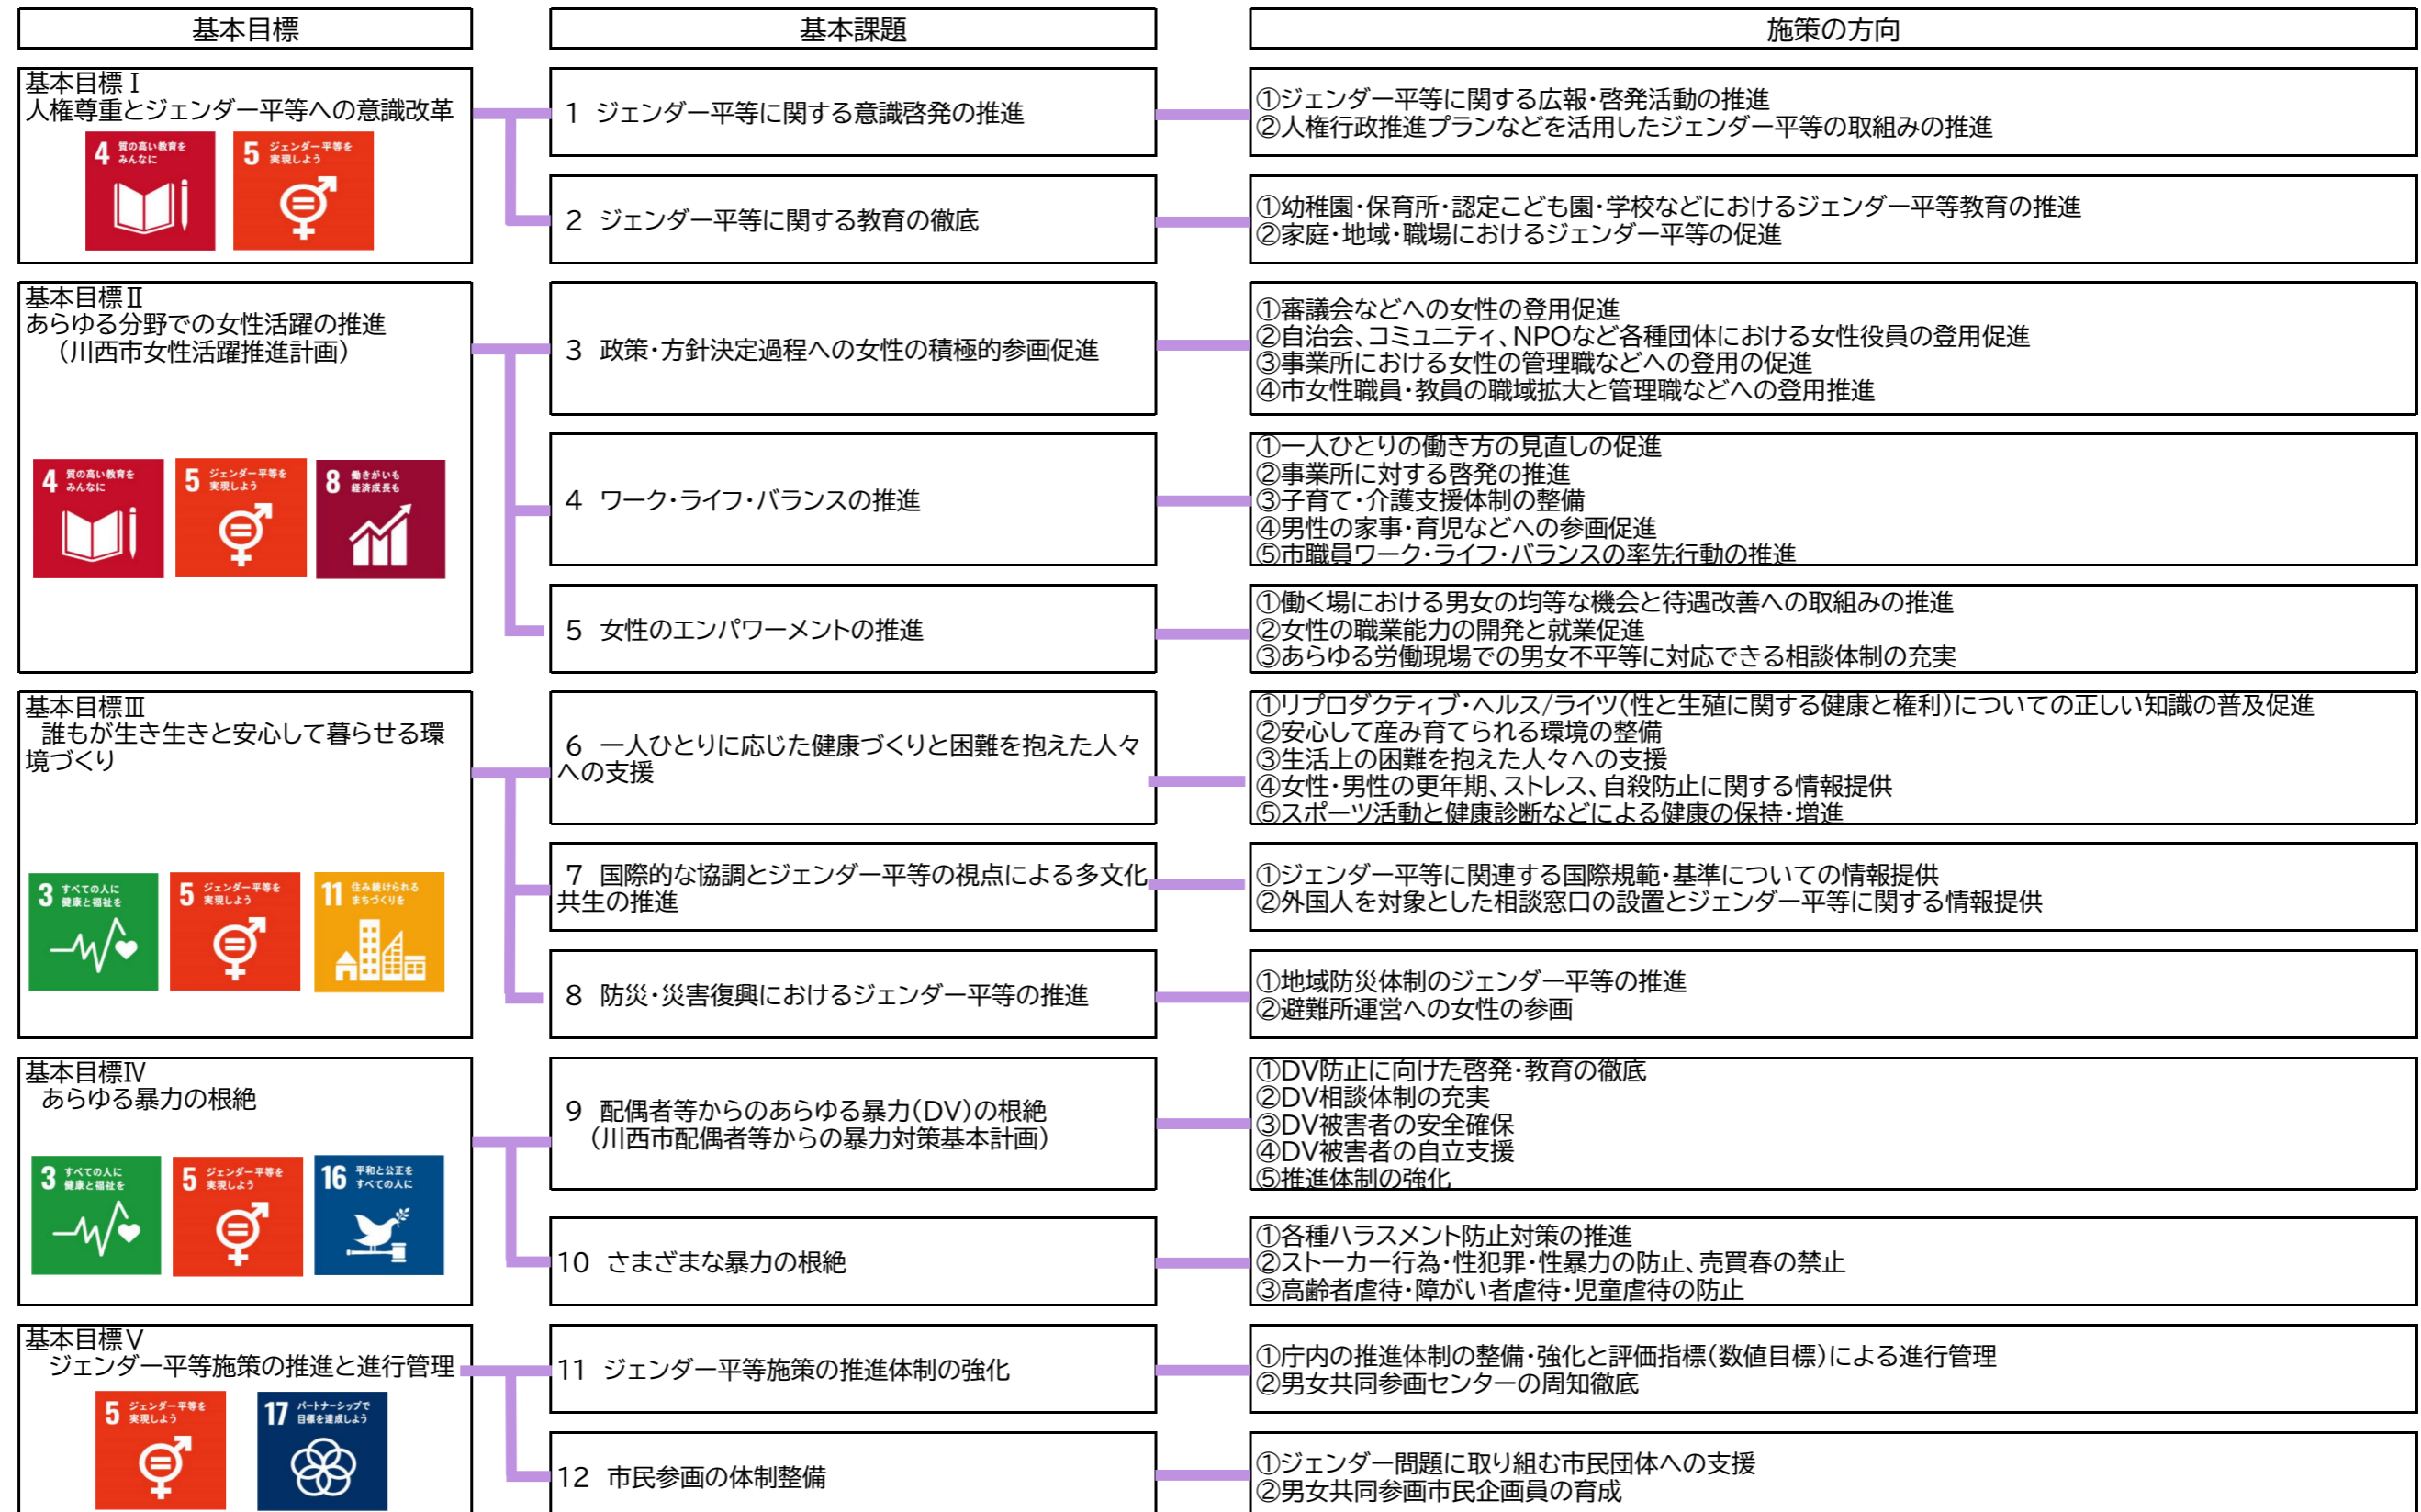 基本目標
基本課題
施策の方向
基本目標Ⅰ
人権尊重とジェンダー平等への意識改革
4 質の高い教育を
みんなに
5 ジェンダー平等を
実現しよう
1 ジェンダー平等に関する意識啓発の推進
①ジェンダー平等に関する広報・啓発活動の推進
②人権行政推進プランなどを活用したジェンダー平等の取組みの推進
2 ジェンダー平等に関する教育の徹底
①幼稚園・保育所・認定こども園・学校などにおけるジェンダー平等教育の推進
②家庭・地域・職場におけるジェンダー平等の促進
基本目標Ⅱ
あらゆる分野での女性活躍の推進
(川西市女性活躍推進計画)
4 質の高い教育を
みんなに
5 ジェンダー平等を
実現しよう
8 働きがいも
経済成長も
3 政策・方針決定過程への女性の積極的参画促進
①審議会などへの女性の登用促進
②自治会、コミュニティ、NPOなど各種団体における女性役員の登用促進
③事業所における女性の管理職などへの登用の促進
④市女性職員・教員の職域拡大と管理職などへの登用推進
4 ワーク・ライフ・バランスの推進
①一人ひとりの働き方の見直しの促進
②事業所に対する啓発の推進
③子育て・介護支援体制の整備
④男性の家事・育児などへの参画促進
⑤市職員ワーク・ライフ・バランスの率先行動の推進
5 女性のエンパワーメントの推進
①働く場における男女の均等な機会と待遇改善への取組みの推進
②女性の職業能力の開発と就業促進
③あらゆる労働現場での男女不平等に対応できる相談体制の充実
基本目標Ⅲ
誰もが生き生きと安心して暮らせる環
境づくり
3 すべての人に
健康と福祉を
5 ジェンダー平等を
実現しよう
11 住み続けられる
まちづくりを
6 一人ひとりに応じた健康づくりと困難を抱えた人々
への支援
①リプロダクティブ・ヘルス/ライツ(性と生殖に関する健康と権利)についての正しい知識の普及促進
②安心して産み育てられる環境の整備
③生活上の困難を抱えた人々への支援
④女性・男性の更年期、ストレス、自殺防止に関する情報提供
⑤スポーツ活動と健康診断などによる健康の保持・増進
7 国際的な協調とジェンダー平等の視点による多文化
共生の推進
①ジェンダー平等に関連する国際規範・基準についての情報提供
②外国人を対象とした相談窓口の設置とジェンダー平等に関する情報提供
8 防災・災害復興におけるジェンダー平等の推進
①地域防災体制のジェンダー平等の推進
②避難所運営への女性の参画
基本目標Ⅳ
あらゆる暴力の根絶
3 すべての人に
健康と福祉を
5 ジェンダー平等を
実現しよう
16 平和と公正を
すべての人に
9 配偶者等からのあらゆる暴力(DV)の根絶
(川西市配偶者等からの暴力対策基本計画)
①DV防止に向けた啓発・教育の徹底
②DV相談体制の充実
③DV被害者の安全確保
④DV被害者の自立支援
⑤推進体制の強化
10 さまざまな暴力の根絶
①各種ハラスメント防止対策の推進
②ストーカー行為・性犯罪・性暴力の防止、売買春の禁止
③高齢者虐待・障がい者虐待・児童虐待の防止
基本目標Ⅴ
ジェンダー平等施策の推進と進行管理
5 ジェンダー平等を
実現しよう
17 パートナーシップで
目標を達成しよう
11 ジェンダー平等施策の推進体制の強化
①庁内の推進体制の整備・強化と評価指標(数値目標)による進行管理
②男女共同参画センターの周知徹底
12 市民参画の体制整備
①ジェンダー問題に取り組む市民団体への支援
②男女共同参画市民企画員の育成